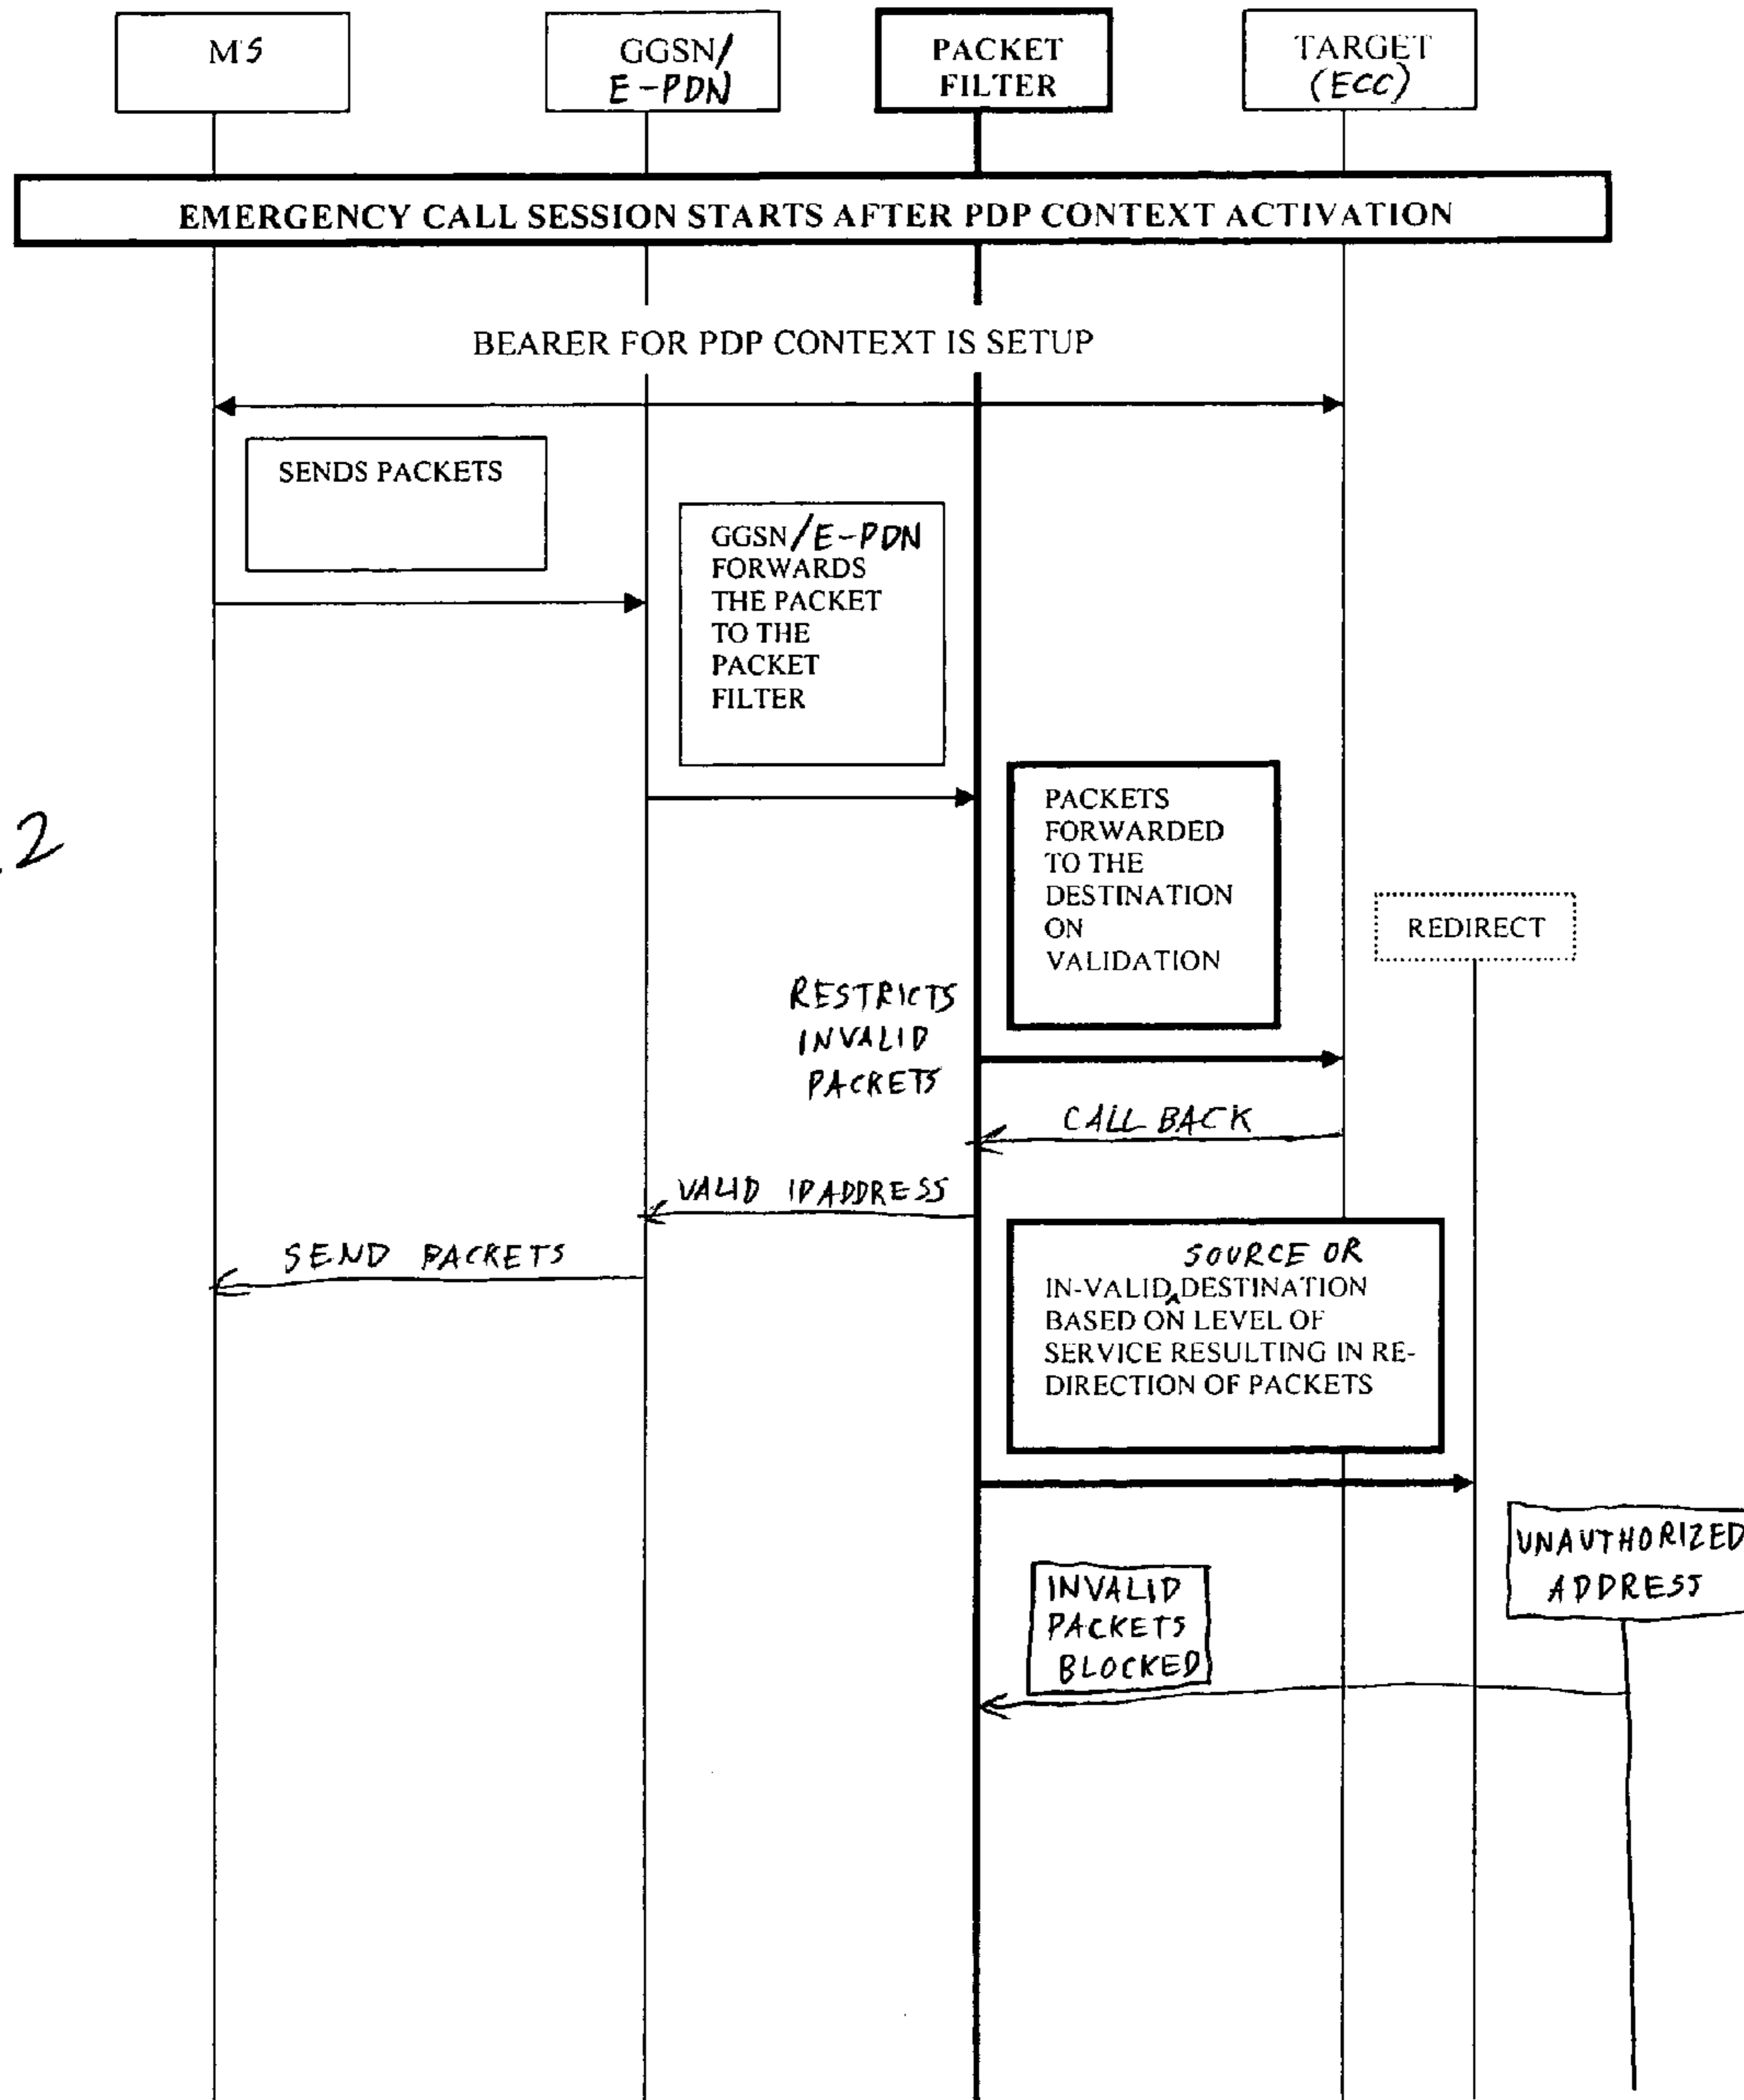 MS
GGSN/
E-PDN
PACKET
FILTER
TARGET
(ECC)
EMERGENCY CALL SESSION STARTS AFTER PDP CONTEXT ACTIVATION
BEARER FOR PDP CONTEXT IS SETUP
SENDS PACKETS
GGSN/E-PDN
FORWARDS
THE PACKET
TO THE
PACKET
FILTER
.2
PACKETS
FORWARDED
TO THE
DESTINATION
ON
VALIDATION
REDIRECT
RESTRICTS
INVALID
PACKETS
CALL BACK
VALID IP ADDRESS
SEND PACKETS
SOURCE OR
IN-VALID DESTINATION
BASED ON LEVEL OF
SERVICE RESULTING IN RE-
DIRECTION OF PACKETS
UNAUTHORIZED
ADDRESS
INVALID
PACKETS
BLOCKED